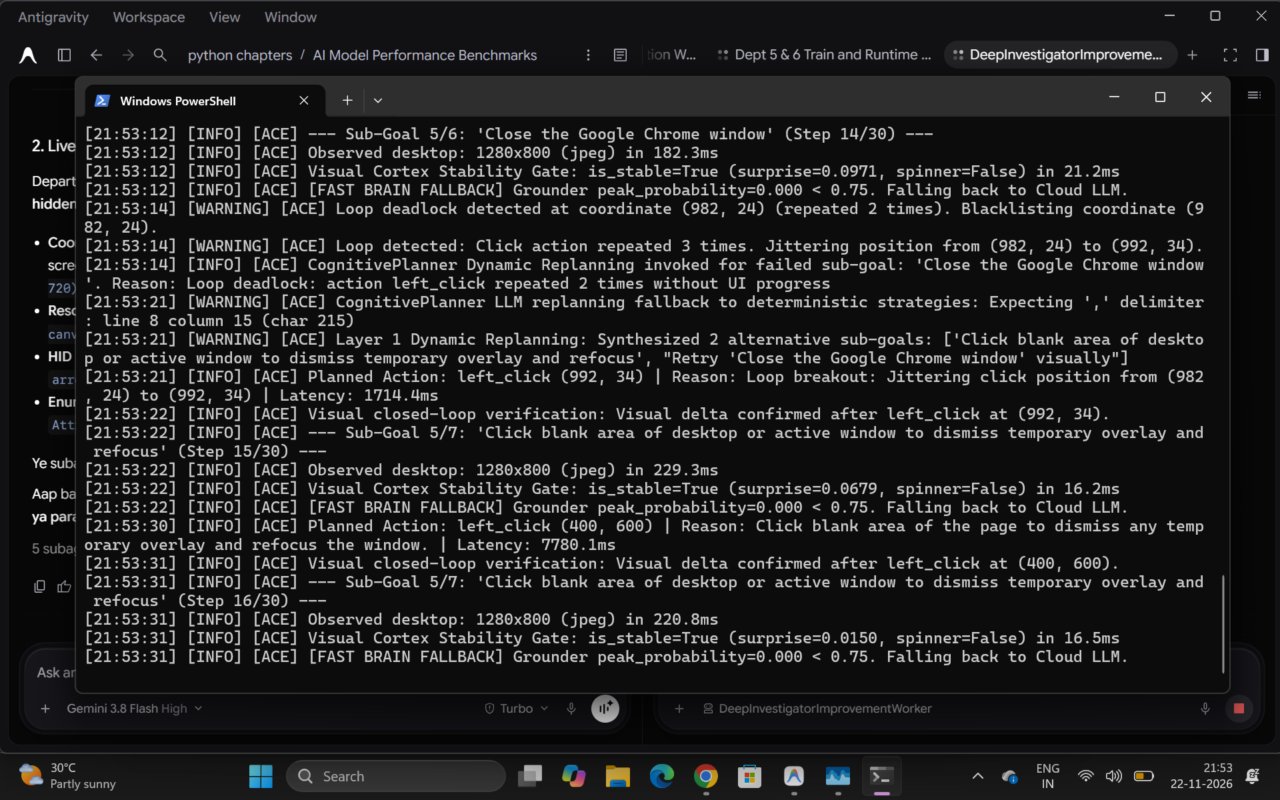 Antigravity Workspace View Window
python chapters / AI Model Performance Benchmarks
tion W...
Dept 5 & 6 Train and Runtime ...
DeepInvestigatorImproveme...
Windows PowerShell
[21:53:12] [INFO] [ACE] --- Sub-Goal 5/6: 'Close the Google Chrome window' (Step 14/30) ---
[21:53:12] [INFO] [ACE] Observed desktop: 1280x800 (jpeg) in 182.3ms
[21:53:12] [INFO] [ACE] Visual Cortex Stability Gate: is_stable=True (surprise=0.0971, spinner=False) in 21.2ms
[21:53:12] [INFO] [ACE] [FAST BRAIN FALLBACK] Grounder peak_probability=0.000 < 0.75. Falling back to Cloud LLM.
[21:53:14] [WARNING] [ACE] Loop deadlock detected at coordinate (982, 24) (repeated 2 times). Blacklisting coordinate (9
82, 24).
[21:53:14] [WARNING] [ACE] Loop detected: Click action repeated 3 times. Jittering position from (982, 24) to (992, 34).
[21:53:14] [INFO] [ACE] CognitivePlanner Dynamic Replanning invoked for failed sub-goal: 'Close the Google Chrome window
'. Reason: Loop deadlock: action left_click repeated 2 times without UI progress
[21:53:21] [WARNING] [ACE] CognitivePlanner LLM replanning fallback to deterministic strategies: Expecting ',' delimiter
: line 8 column 15 (char 215)
[21:53:21] [WARNING] [ACE] Layer 1 Dynamic Replanning: Synthesized 2 alternative sub-goals: ['Click blank area of deskto
p or active window to dismiss temporary overlay and refocus', "Retry 'Close the Google Chrome window' visually"]
[21:53:21] [INFO] [ACE] Planned Action: left_click (992, 34) | Reason: Loop breakout: Jittering click position from (982
, 24) to (992, 34) | Latency: 1714.4ms
[21:53:22] [INFO] [ACE] Visual closed-loop verification: Visual delta confirmed after left_click at (992, 34).
[21:53:22] [INFO] [ACE] --- Sub-Goal 5/7: 'Click blank area of desktop or active window to dismiss temporary overlay and
refocus' (Step 15/30) ---
[21:53:22] [INFO] [ACE] Observed desktop: 1280x800 (jpeg) in 229.3ms
[21:53:22] [INFO] [ACE] Visual Cortex Stability Gate: is_stable=True (surprise=0.0679, spinner=False) in 16.2ms
[21:53:22] [INFO] [ACE] [FAST BRAIN FALLBACK] Grounder peak_probability=0.000 < 0.75. Falling back to Cloud LLM.
[21:53:30] [INFO] [ACE] Planned Action: left_click (400, 600) | Reason: Click blank area of the page to dismiss any temp
orary overlay and refocus the window. | Latency: 7780.1ms
[21:53:31] [INFO] [ACE] Visual closed-loop verification: Visual delta confirmed after left_click at (400, 600).
[21:53:31] [INFO] [ACE] --- Sub-Goal 5/7: 'Click blank area of desktop or active window to dismiss temporary overlay and
refocus' (Step 16/30) ---
[21:53:31] [INFO] [ACE] Observed desktop: 1280x800 (jpeg) in 220.8ms
[21:53:31] [INFO] [ACE] Visual Cortex Stability Gate: is_stable=True (surprise=0.0150, spinner=False) in 16.5ms
[21:53:31] [INFO] [ACE] [FAST BRAIN FALLBACK] Grounder peak_probability=0.000 < 0.75. Falling back to Cloud LLM.
2. Live
Depart
hidden
• Coo
scre
720)
• Reso
canv
• HID
arr
• Enur
Att
Ye suba
Aap ba
ya para
5 suba
Ask an
Gemini 3.8 Flash High
Turbo
DeepInvestigatorImprovementWorker
30°C
Partly sunny
Search
ENG
IN
21:53
22-11-2026